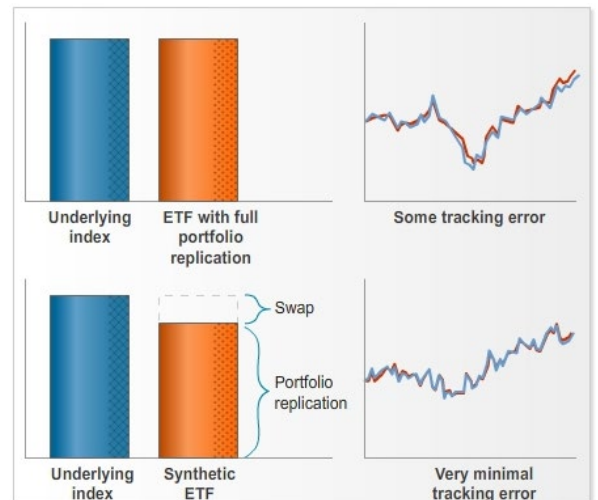 Underlying
index
ETF with full
portfolio
replication
Some tracking error
Swap
Portfolio
replication
Underlying
index
Synthetic
ETF
Very minimal
tracking error